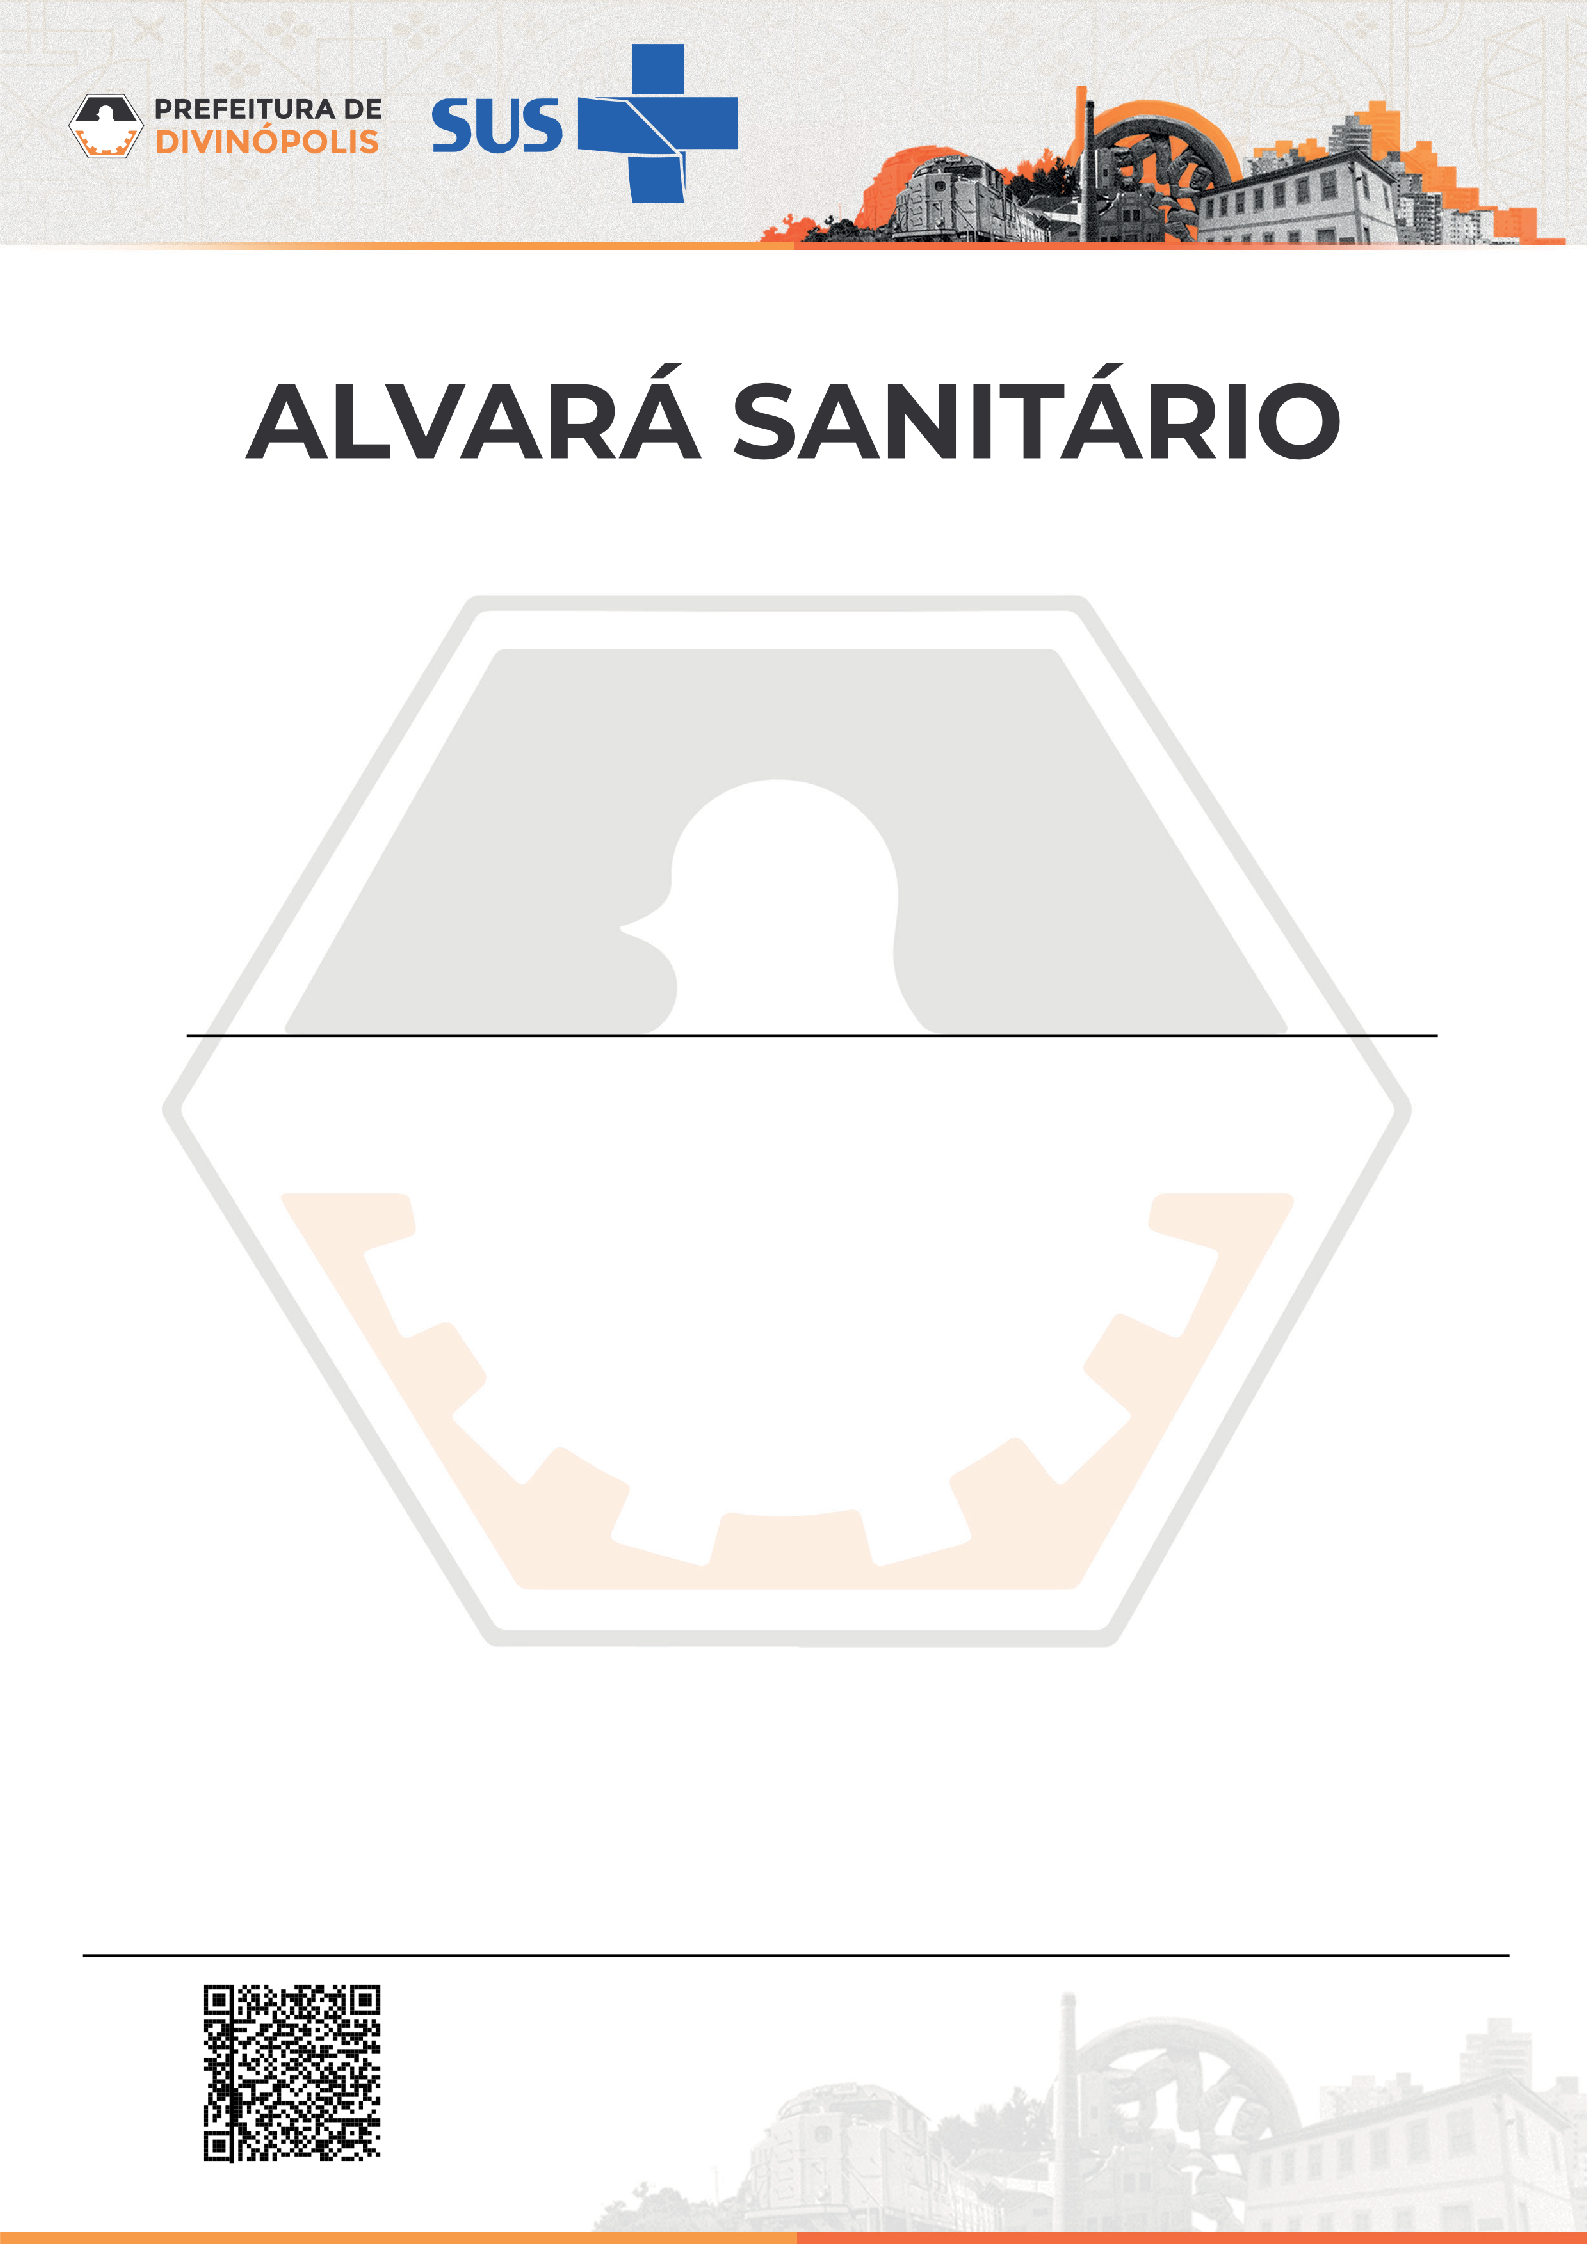 PREFEITURA DE
DIVINÓPOLIS
SUS
ALVARÁ SANITÁRIO